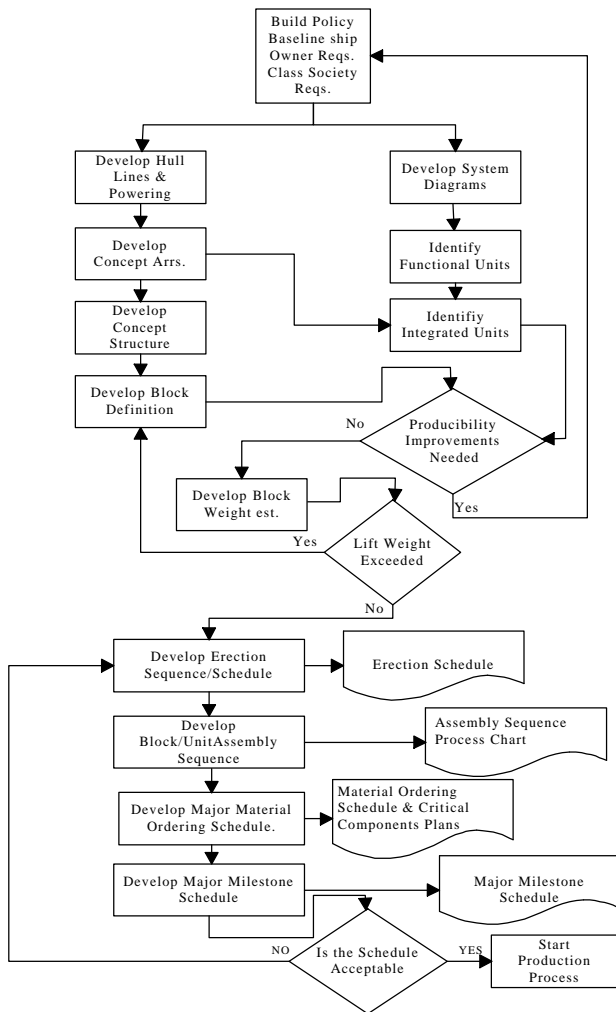 Build Policy
Baseline ship
Owner Reqs.
Class Society
Reqs.
Develop Hull
Lines &
Powering
Develop System
Diagrams
Develop
Concept Arrs.
Identify
Functional Units
Develop
Concept
Structure
Identifiy
Integrated Units
Develop Block
Definition
No
Producibility
Improvements
Needed
Develop Block
Weight est.
Yes
Yes
Lift Weight
Exceeded
No
Develop Erection
Sequence/Schedule
Erection Schedule
Develop
Block/UnitAssembly
Sequence
Assembly Sequence
Process Chart
Develop Major Material
Ordering Schedule.
Material Ordering
Schedule & Critical
Components Plans
Develop Major Milestone
Schedule
Major Milestone
Schedule
NO
Is the Schedule
Acceptable
YES
Start
Production
Process